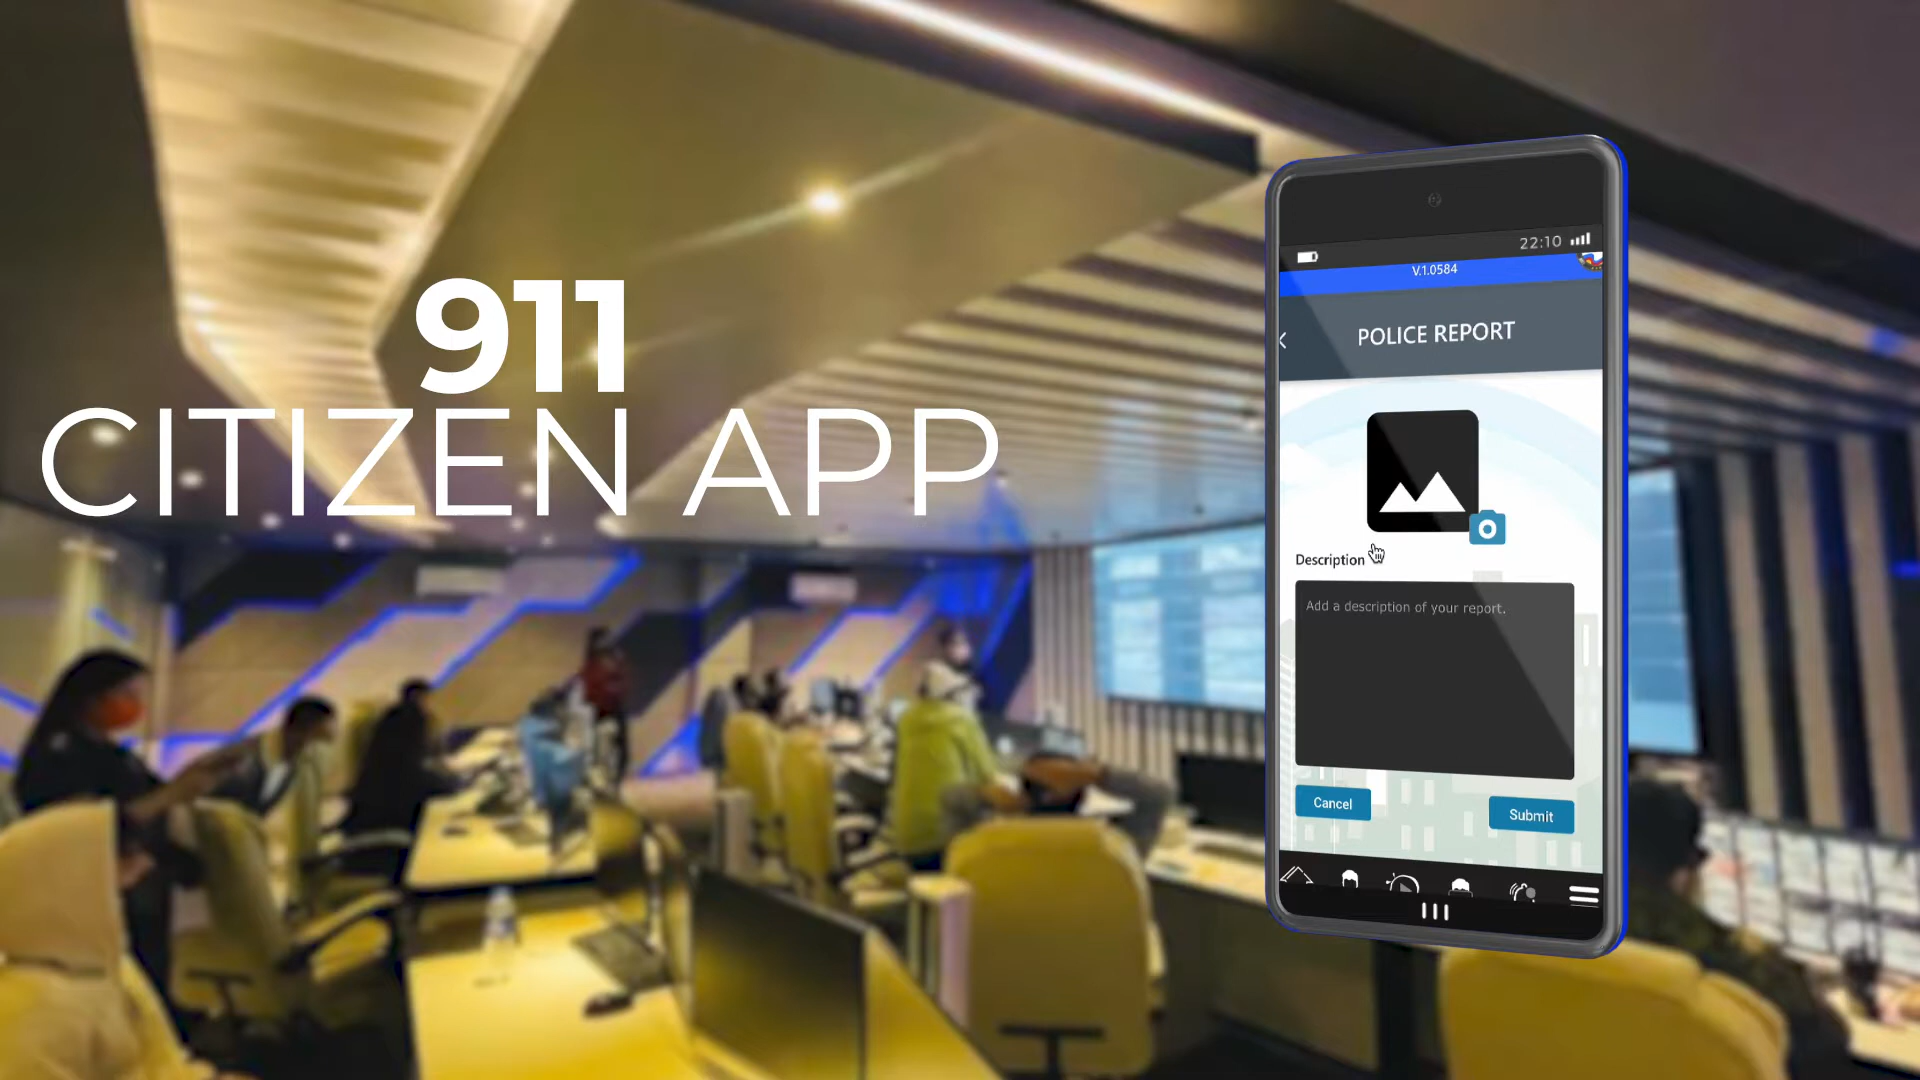 911
CITIZEN APP
22:10
V.1.0584
POLICE REPORT
Description
Add a description of your report.
Cancel
Submit